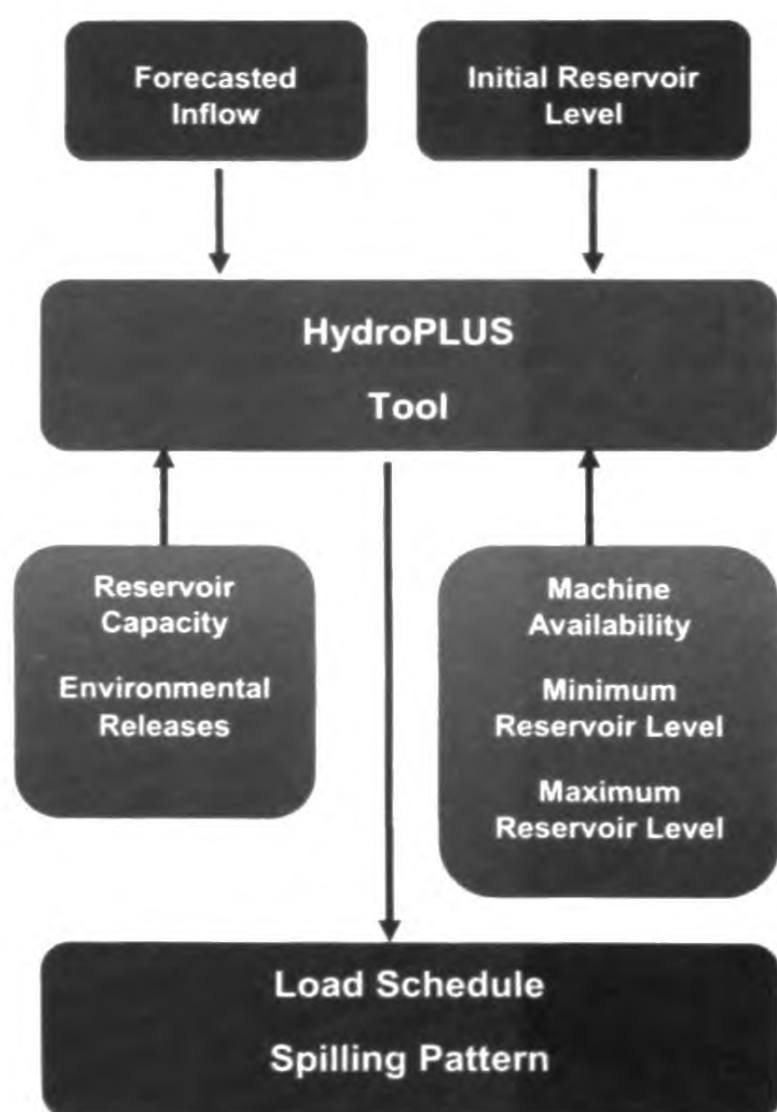 Forecasted
Inflow
Initial Reservoir
Level
HydroPLUS
Tool
Reservoir
Capacity
Environmental
Releases
Machine
Availability
Minimum
Reservoir Level
Maximum
Reservoir Level
Load Schedule
Spilling Pattern